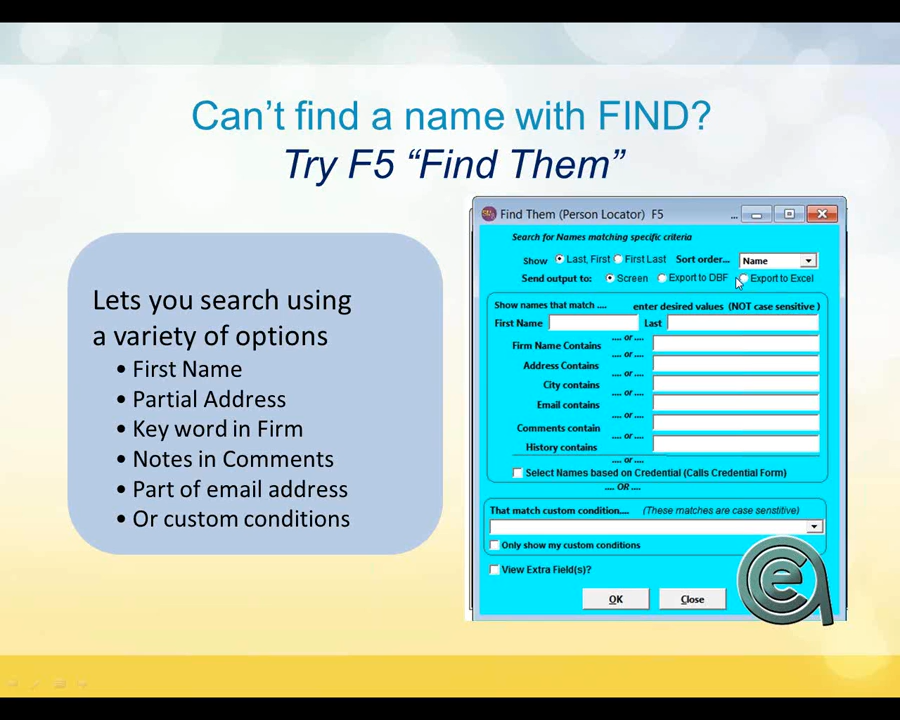 Can't find a name with FIND?
Try F5 “Find Them”
Lets you search using
a variety of options
• First Name
• Partial Address
• Key word in Firm
• Notes in Comments
• Part of email address
• Or custom conditions
Find Them (Person Locator) F5 ...
Search for Names matching specific criteria
Show Last, First First Last Sort order... Name
Send output to: Screen Export to DBF Export to Excel
Show names that match .... enter desired values (NOT case sensitive )
First Name Last
.... or ....
Firm Name Contains
.... or ....
Address Contains
.... or ....
City contains
.... or ....
Email contains
.... or ....
Comments contain
.... or ....
History contains
.... or ....
Select Names based on Credential (Calls Credential Form)
.... OR ....
That match custom condition.... (These matches are case sensitive)
Only show my custom conditions
View Extra Field(s)?
OK Close